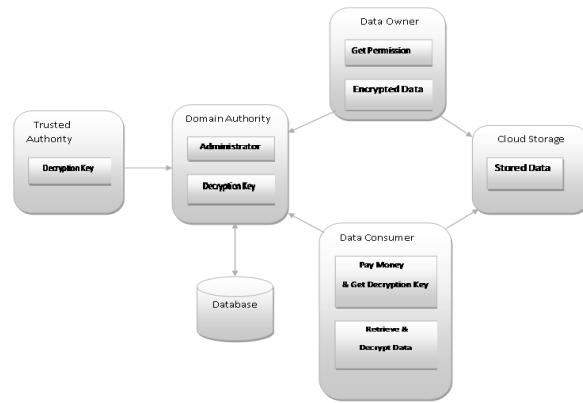 Data Owner
Get Permission
Encrypted Data
Trusted
Authority
Decryption Key
Domain Authority
Administrator
Decryption Key
Cloud Storage
Stored Data
Data Consumer
Pay Money
& Get Decryption Key
Retrieve &
Decrypt Data
Database